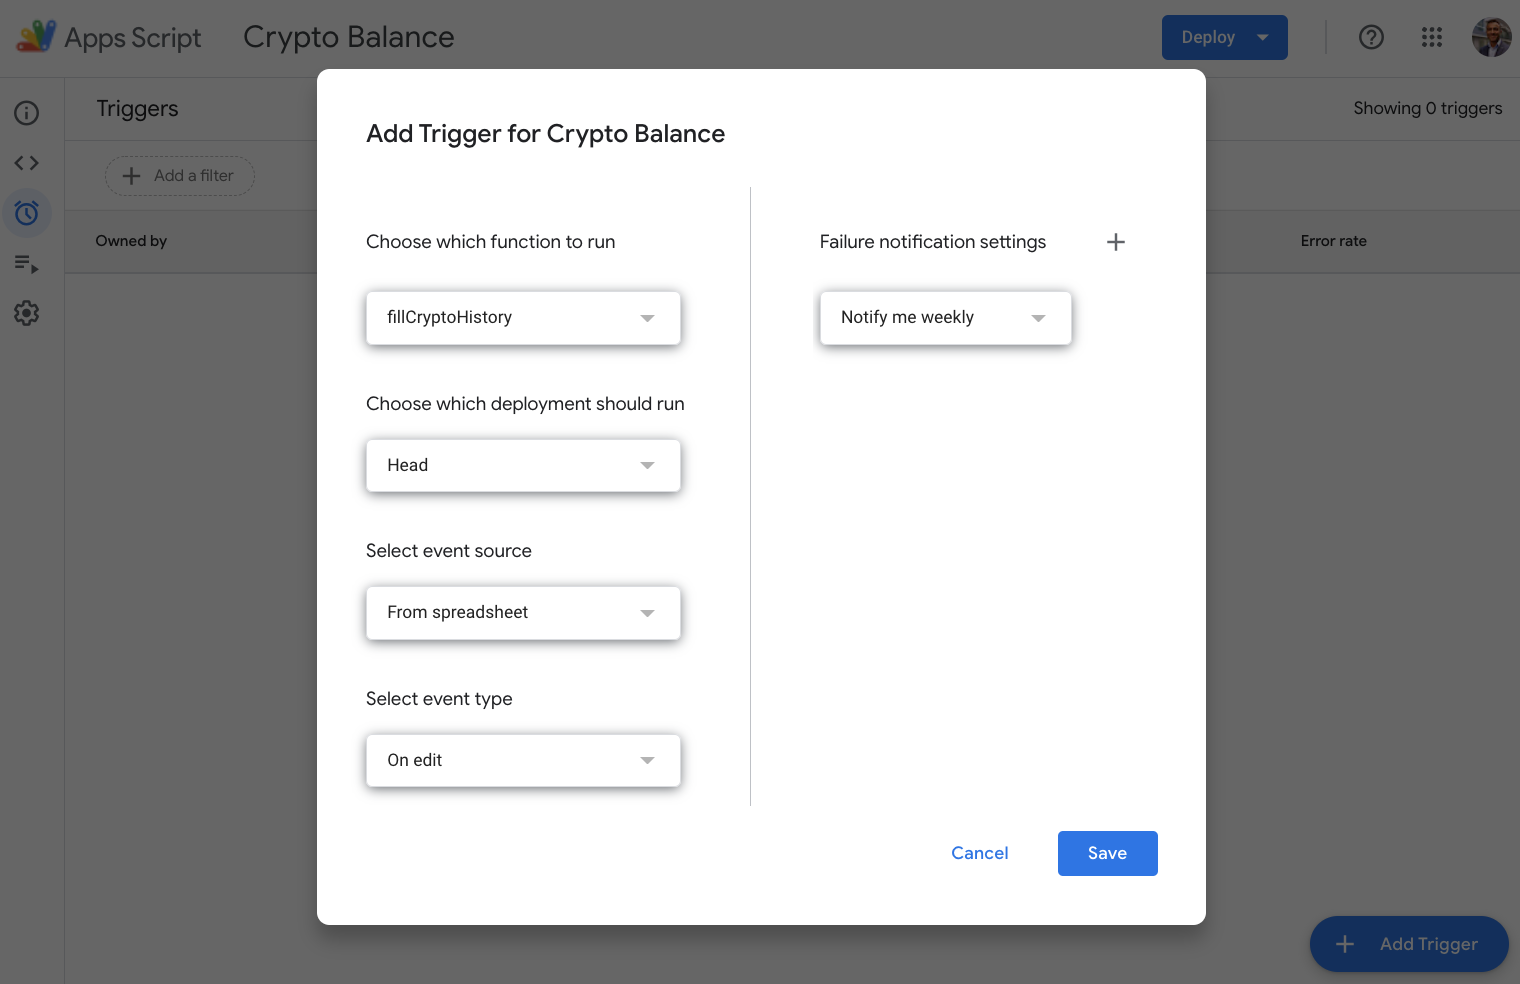 Apps Script
Crypto Balance
Deploy
Triggers
Showing 0 triggers
Add a filter
Owned by
Error rate
Add Trigger for Crypto Balance
Choose which function to run
fillCryptoHistory
Choose which deployment should run
Head
Select event source
From spreadsheet
Select event type
On edit
Failure notification settings
Notify me weekly
Cancel
Save
Add Trigger